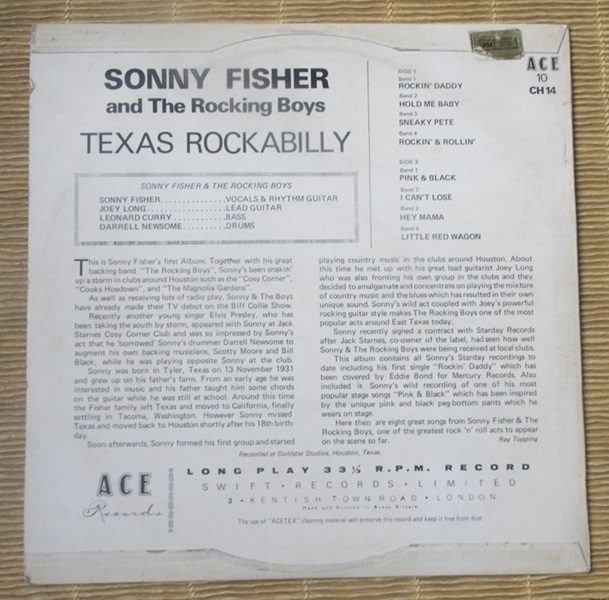 SONNY FISHER
and The Rocking Boys
TEXAS ROCKABILLY
SONNY FISHER & THE ROCKING BOYS
SONNY FISHER..............VOCALS & RHYTHM GUITAR
JOEY LONG..................LEAD GUITAR
LEONARD CURRY.............BASS
DARRELL NEWSOME...........DRUMS
ACE
10
CH 14
SIDE 1
Band 1
ROCKIN' DADDY
Band 2
HOLD ME BABY
Band 3
SNEAKY PETE
Band 4
ROCKIN' & ROLLIN'
SIDE 2
Band 1
PINK & BLACK
Band 2
I CAN'T LOSE
Band 3
HEY MAMA
Band 4
LITTLE RED WAGON
This is Sonny Fisher's first Album. Together with his great
backing band "The Rocking Boys", Sonny's been shakin'
up a storm in clubs around Houston such as the "Cosy Corner",
"Cooks Hoedown", and "The Magnolia Gardens".
As well as receiving lots of radio play, Sonny & The Boys
have already made their TV debut on the Biff Collie Show.
Recently another young singer Elvis Presley, who has
been taking the south by storm, appeared with Sonny at Jack
Starnes Cosy Corner Club and was so impressed by Sonny's
act that he 'borrowed' Sonny's drummer Darrell Newsome to
augment his own backing musicians, Scotty Moore and Bill
Black, while he was playing opposite Sonny at the club.
Sonny was born in Tyler, Texas on 13 November 1931
and grew up on his father's farm. From an early age he was
interested in music and his father taught him some chords
on the guitar while he was still at school. Around this time
the Fisher family left Texas and moved to California, finally
settling in Tacoma, Washington. However Sonny missed
Texas and moved back to Houston shortly after his 18th birth-
day.
Soon afterwards, Sonny formed his first group and started
playing country music in the clubs around Houston. About
this time he met up with his great lead guitarist Joey Long
who was also fronting his own group in the clubs and they
decided to amalgamate and concentrate on playing the mixture
of country music and the blues which has resulted in their own
unique sound. Sonny's wild act coupled with Joey's powerful
rocking guitar style makes The Rocking Boys one of the most
popular acts around East Texas today.
Sonny recently signed a contract with Starday Records
after Jack Starnes, co-owner of the label, had seen how well
Sonny & The Rocking Boys were being received at local clubs.
This album contains all Sonny's Starday recordings to
date including his first single "Rockin' Daddy" which has
been covered by Eddie Bond for Mercury Records. Also
included is Sonny's wild recording of one of his most
popular stage songs "Pink & Black" which has been inspired
by the unique pink and black peg-bottom pants which he
wears on stage.
Here then are eight great songs from Sonny Fisher & The
Rocking Boys, one of the greatest rock 'n' roll acts to appear
on the scene so far.
Ray Topping
Recorded at Goldstar Studios, Houston, Texas.
ACE
Records
LONG PLAY 33⅓ R.P.M. RECORD
SWIFT · RECORDS · LIMITED
3 · KENTISH TOWN ROAD · LONDON
Made and Printed in Great Britain
The use of "ACETEX" cleaning material will preserve this record and keep it free from dust